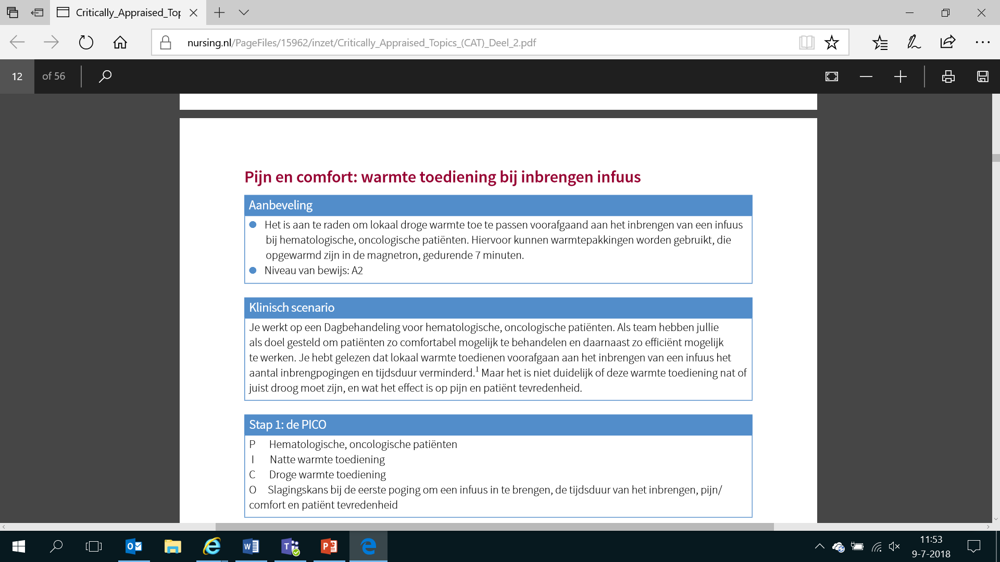 Critically_Appraised_Top
nursing.nl/PageFiles/15962/inzet/Critically_Appraised_Topics_(CAT)_Deel_2.pdf
12 of 56
Pijn en comfort: warmte toediening bij inbrengen infuus
Aanbeveling
● Het is aan te raden om lokaal droge warmte toe te passen voorafgaand aan het inbrengen van een infuus
bij hematologische, oncologische patiënten. Hiervoor kunnen warmtepakkingen worden gebruikt, die
opgewarmd zijn in de magnetron, gedurende 7 minuten.
● Niveau van bewijs: A2
Klinisch scenario
Je werkt op een Dagbehandeling voor hematologische, oncologische patiënten. Als team hebben jullie
als doel gesteld om patiënten zo comfortabel mogelijk te behandelen en daarnaast zo efficiënt mogelijk
te werken. Je hebt gelezen dat lokaal warmte toedienen voorafgaan aan het inbrengen van een infuus het
aantal inbrengpogingen en tijdsduur verminderd.¹ Maar het is niet duidelijk of deze warmte toediening nat of
juist droog moet zijn, en wat het effect is op pijn en patiënt tevredenheid.
Stap 1: de PICO
P Hematologische, oncologische patiënten
I Natte warmte toediening
C Droge warmte toediening
O Slagingskans bij de eerste poging om een infuus in te brengen, de tijdsduur van het inbrengen, pijn/
comfort en patiënt tevredenheid
11:53
9-7-2018